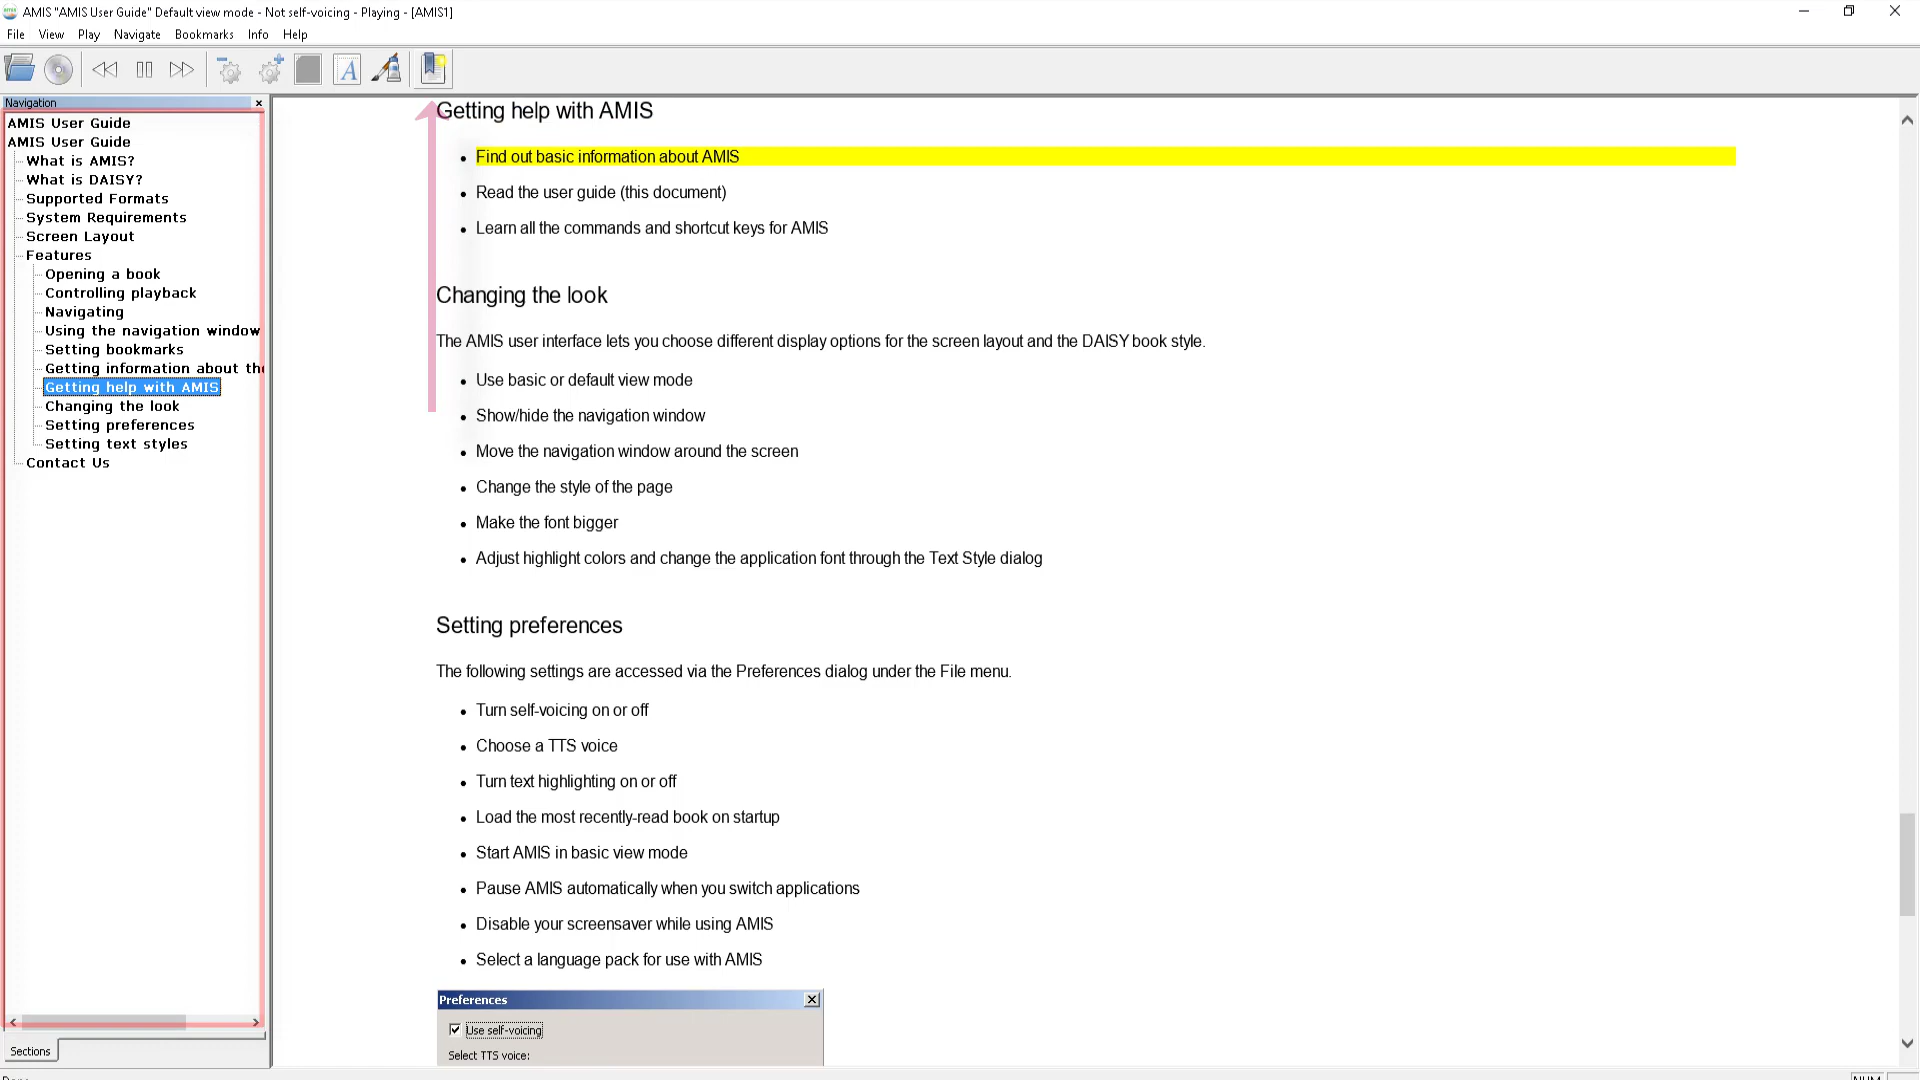 AMIS "AMIS User Guide" Default view mode - Not self-voicing - Playing - [AMIS1]
File View Play Navigate Bookmarks Info Help
Navigation
AMIS User Guide
AMIS User Guide
What is AMIS?
What is DAISY?
Supported Formats
System Requirements
Screen Layout
Features
Opening a book
Controlling playback
Navigating
Using the navigation window
Setting bookmarks
Getting information about the
Getting help with AMIS
Changing the look
Setting preferences
Setting text styles
Contact Us
Sections
Getting help with AMIS
Find out basic information about AMIS
Read the user guide (this document)
Learn all the commands and shortcut keys for AMIS
Changing the look
The AMIS user interface lets you choose different display options for the screen layout and the DAISY book style.
Use basic or default view mode
Show/hide the navigation window
Move the navigation window around the screen
Change the style of the page
Make the font bigger
Adjust highlight colors and change the application font through the Text Style dialog
Setting preferences
The following settings are accessed via the Preferences dialog under the File menu.
Turn self-voicing on or off
Choose a TTS voice
Turn text highlighting on or off
Load the most recently-read book on startup
Start AMIS in basic view mode
Pause AMIS automatically when you switch applications
Disable your screensaver while using AMIS
Select a language pack for use with AMIS
Preferences
Use self-voicing
Select TTS voice: